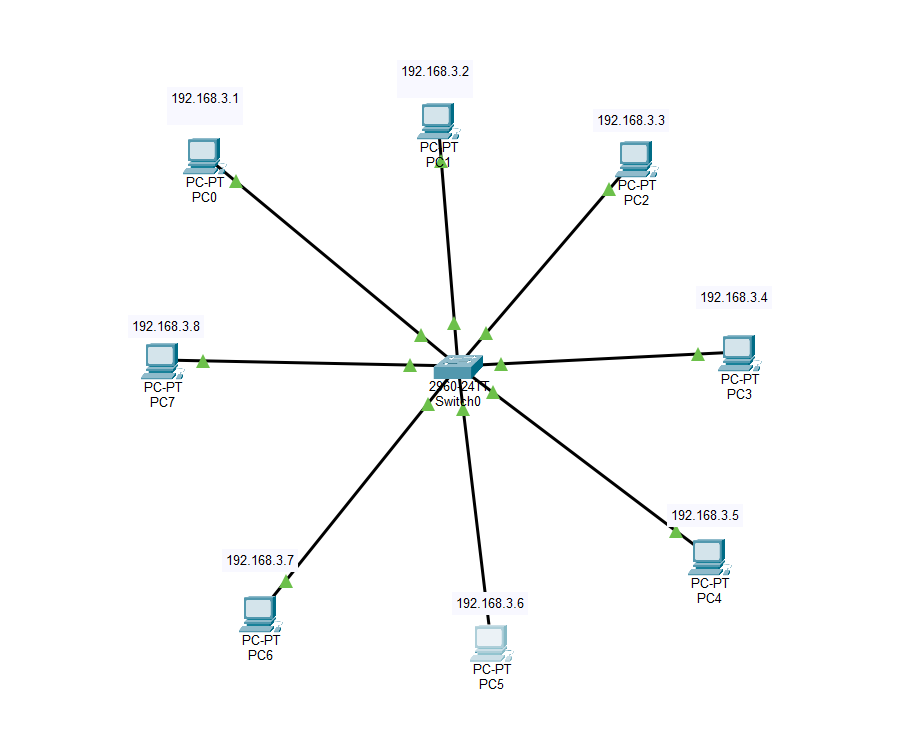 192.168.3.1
PC-PT
PC0
192.168.3.2
PC-PT
PC1
192.168.3.3
PC-PT
PC2
192.168.3.4
PC-PT
PC3
192.168.3.8
PC-PT
PC7
2960-24TT
Switch0
192.168.3.5
PC-PT
PC4
192.168.3.7
PC-PT
PC6
192.168.3.6
PC-PT
PC5